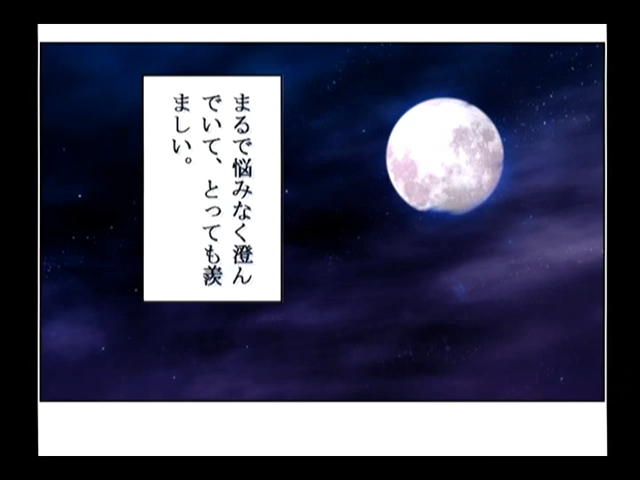 まるで悩みなく澄ん
でいて、とっても羨
ましい。